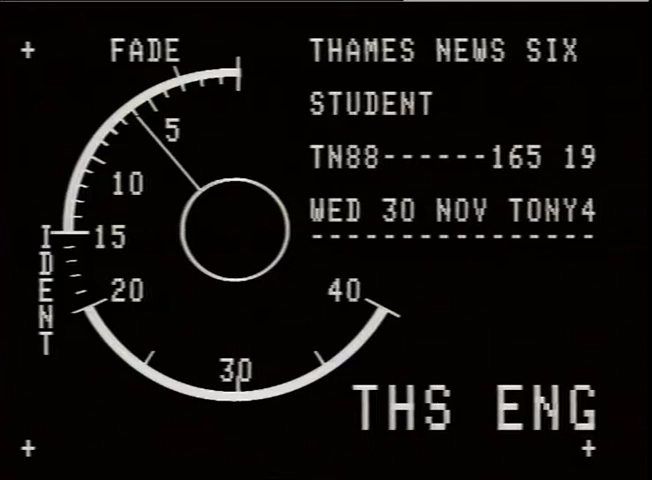 FADE
THAMES NEWS SIX
STUDENT
TN88------165 19
WED 30 NOV TONY4
----------------
5
10
15
20
30
40
IDENT
THS ENG